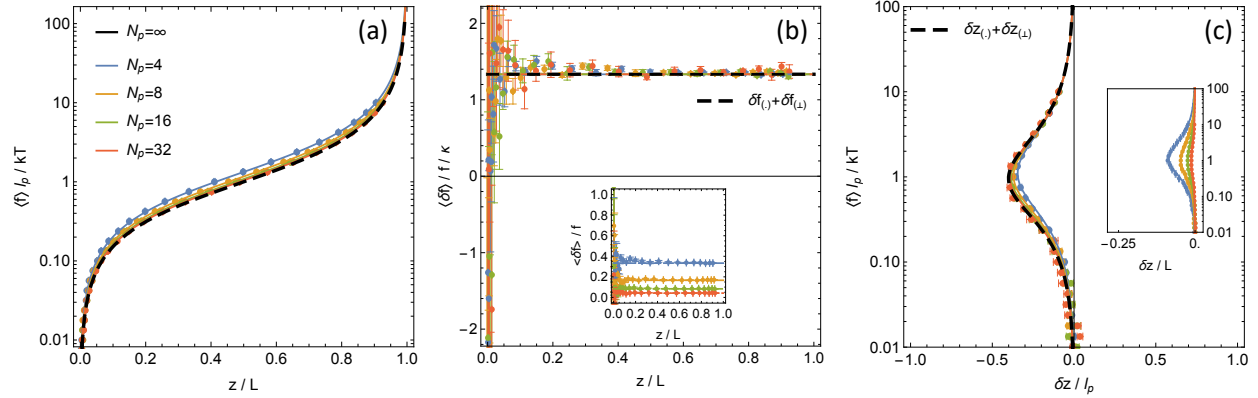 (a)
N_p=∞
N_p=4
N_p=8
N_p=16
N_p=32
⟨f⟩ l_p / kT
100
10
1
0.10
0.01
0.0 0.2 0.4 0.6 0.8 1.0
z / L
(b)
δf_(.)+δf_(⊥)
⟨δf⟩ / f / κ
2
1
0
−1
−2
0.0 0.2 0.4 0.6 0.8 1.0
z / L
<δf> / f
1.0
0.8
0.6
0.4
0.2
0.0
0.0 0.2 0.4 0.6 0.8 1.0
z / L
(c)
δz_(.)+δz_(⊥)
⟨f⟩ l_p / kT
100
10
1
0.10
0.01
−1.0 −0.5 0.0 0.5 1.0
δz / l_p
100
10
1
0.10
0.01
−0.25 0.
δz / L